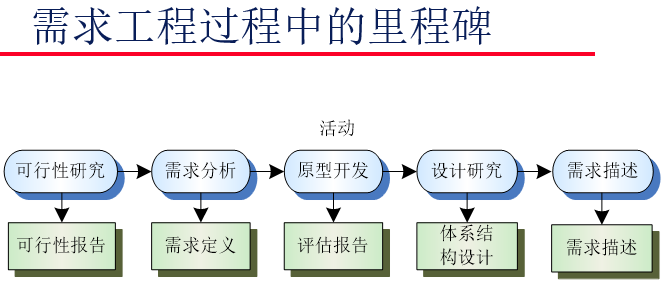 需求工程过程中的里程碑
活动
可行性研究
需求分析
原型开发
设计研究
需求描述
可行性报告
需求定义
评估报告
体系结
构设计
需求描述